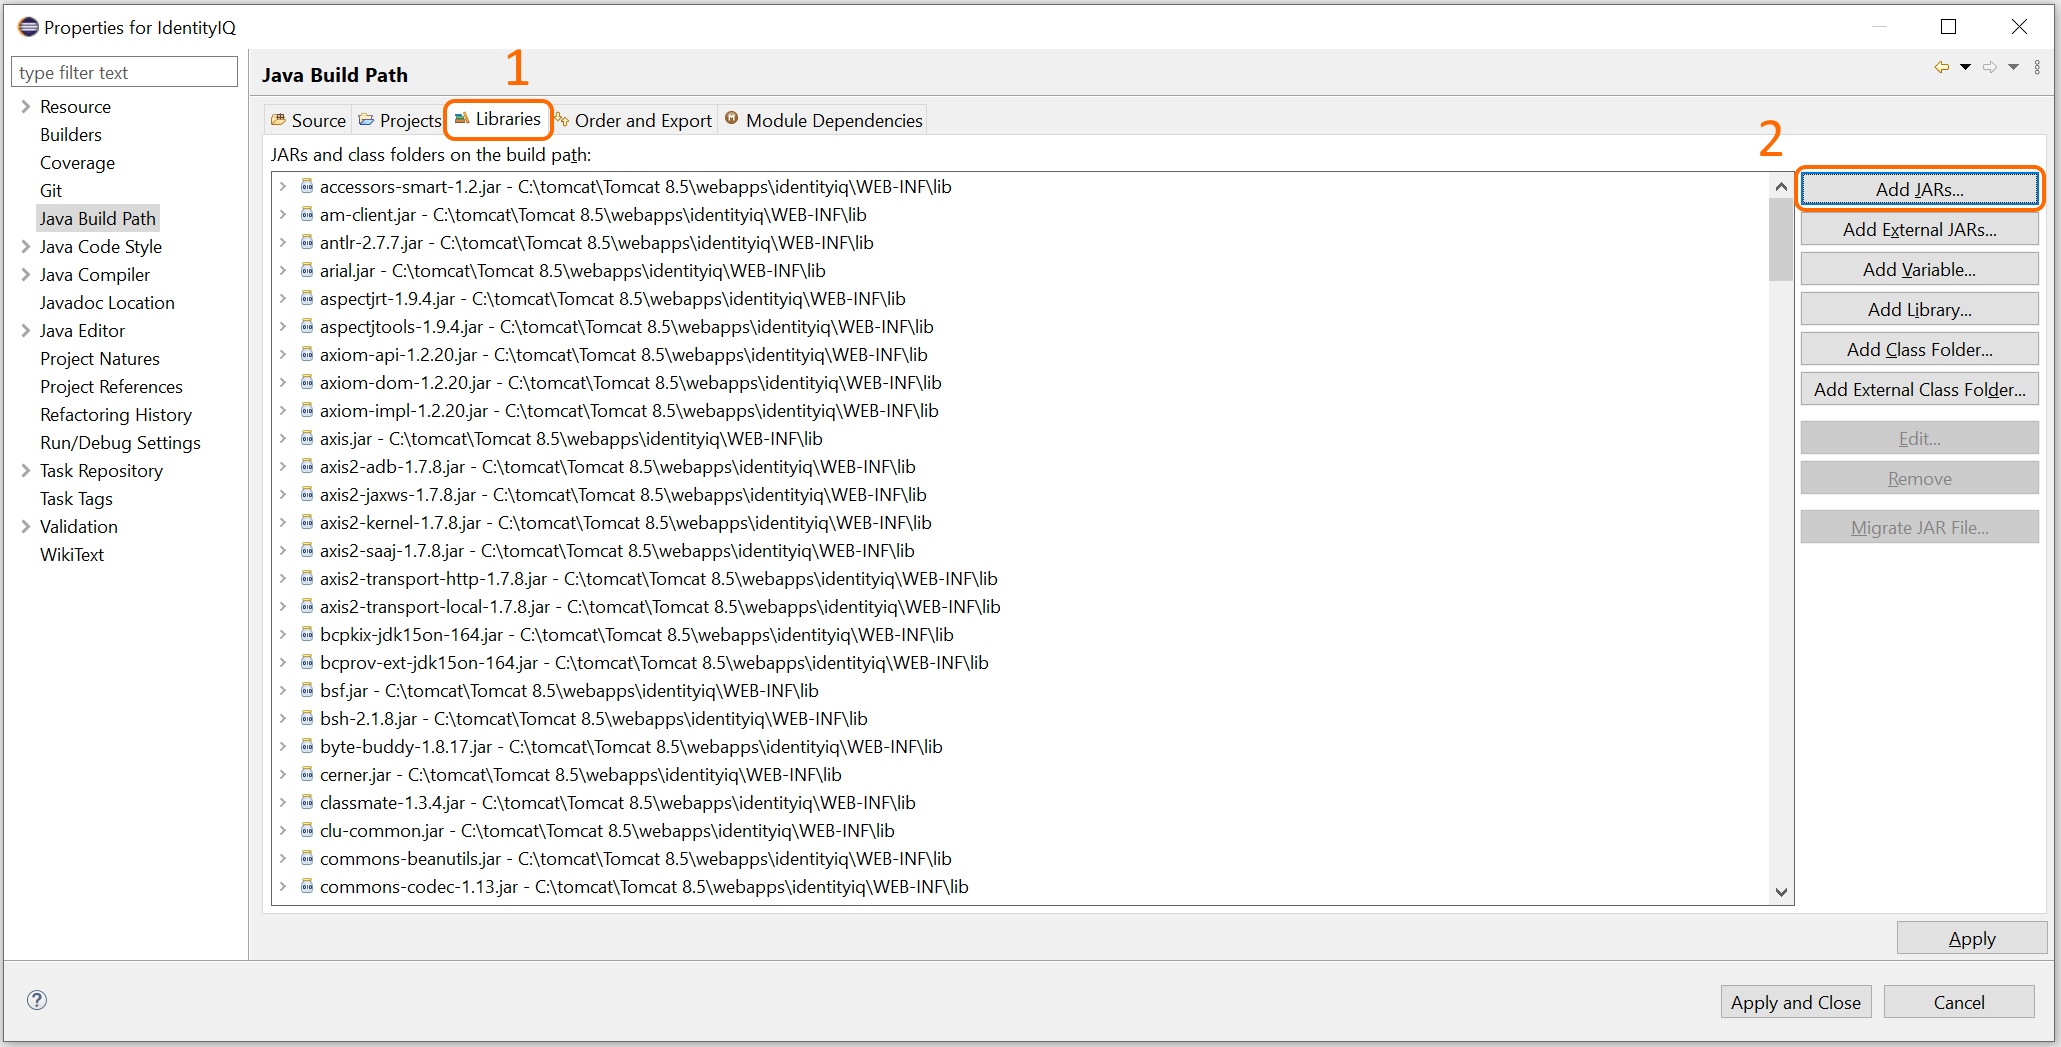 Properties for IdentityIQ
type filter text
Resource
Builders
Coverage
Git
Java Build Path
Java Code Style
Java Compiler
Javadoc Location
Java Editor
Project Natures
Project References
Refactoring History
Run/Debug Settings
Task Repository
Task Tags
Validation
WikiText
Java Build Path
1
Source Projects Libraries Order and Export Module Dependencies
JARs and class folders on the build path:
accessors-smart-1.2.jar - C:\tomcat\Tomcat 8.5\webapps\identityiq\WEB-INF\lib
am-client.jar - C:\tomcat\Tomcat 8.5\webapps\identityiq\WEB-INF\lib
antlr-2.7.7.jar - C:\tomcat\Tomcat 8.5\webapps\identityiq\WEB-INF\lib
arial.jar - C:\tomcat\Tomcat 8.5\webapps\identityiq\WEB-INF\lib
aspectjrt-1.9.4.jar - C:\tomcat\Tomcat 8.5\webapps\identityiq\WEB-INF\lib
aspectjtools-1.9.4.jar - C:\tomcat\Tomcat 8.5\webapps\identityiq\WEB-INF\lib
axiom-api-1.2.20.jar - C:\tomcat\Tomcat 8.5\webapps\identityiq\WEB-INF\lib
axiom-dom-1.2.20.jar - C:\tomcat\Tomcat 8.5\webapps\identityiq\WEB-INF\lib
axiom-impl-1.2.20.jar - C:\tomcat\Tomcat 8.5\webapps\identityiq\WEB-INF\lib
axis.jar - C:\tomcat\Tomcat 8.5\webapps\identityiq\WEB-INF\lib
axis2-adb-1.7.8.jar - C:\tomcat\Tomcat 8.5\webapps\identityiq\WEB-INF\lib
axis2-jaxws-1.7.8.jar - C:\tomcat\Tomcat 8.5\webapps\identityiq\WEB-INF\lib
axis2-kernel-1.7.8.jar - C:\tomcat\Tomcat 8.5\webapps\identityiq\WEB-INF\lib
axis2-saaj-1.7.8.jar - C:\tomcat\Tomcat 8.5\webapps\identityiq\WEB-INF\lib
axis2-transport-http-1.7.8.jar - C:\tomcat\Tomcat 8.5\webapps\identityiq\WEB-INF\lib
axis2-transport-local-1.7.8.jar - C:\tomcat\Tomcat 8.5\webapps\identityiq\WEB-INF\lib
bcpkix-jdk15on-164.jar - C:\tomcat\Tomcat 8.5\webapps\identityiq\WEB-INF\lib
bcprov-ext-jdk15on-164.jar - C:\tomcat\Tomcat 8.5\webapps\identityiq\WEB-INF\lib
bsf.jar - C:\tomcat\Tomcat 8.5\webapps\identityiq\WEB-INF\lib
bsh-2.1.8.jar - C:\tomcat\Tomcat 8.5\webapps\identityiq\WEB-INF\lib
byte-buddy-1.8.17.jar - C:\tomcat\Tomcat 8.5\webapps\identityiq\WEB-INF\lib
cerner.jar - C:\tomcat\Tomcat 8.5\webapps\identityiq\WEB-INF\lib
classmate-1.3.4.jar - C:\tomcat\Tomcat 8.5\webapps\identityiq\WEB-INF\lib
clu-common.jar - C:\tomcat\Tomcat 8.5\webapps\identityiq\WEB-INF\lib
commons-beanutils.jar - C:\tomcat\Tomcat 8.5\webapps\identityiq\WEB-INF\lib
commons-codec-1.13.jar - C:\tomcat\Tomcat 8.5\webapps\identityiq\WEB-INF\lib
2
Add JARs...
Add External JARs...
Add Variable...
Add Library...
Add Class Folder...
Add External Class Folder...
Edit...
Remove
Migrate JAR File...
Apply
Apply and Close
Cancel